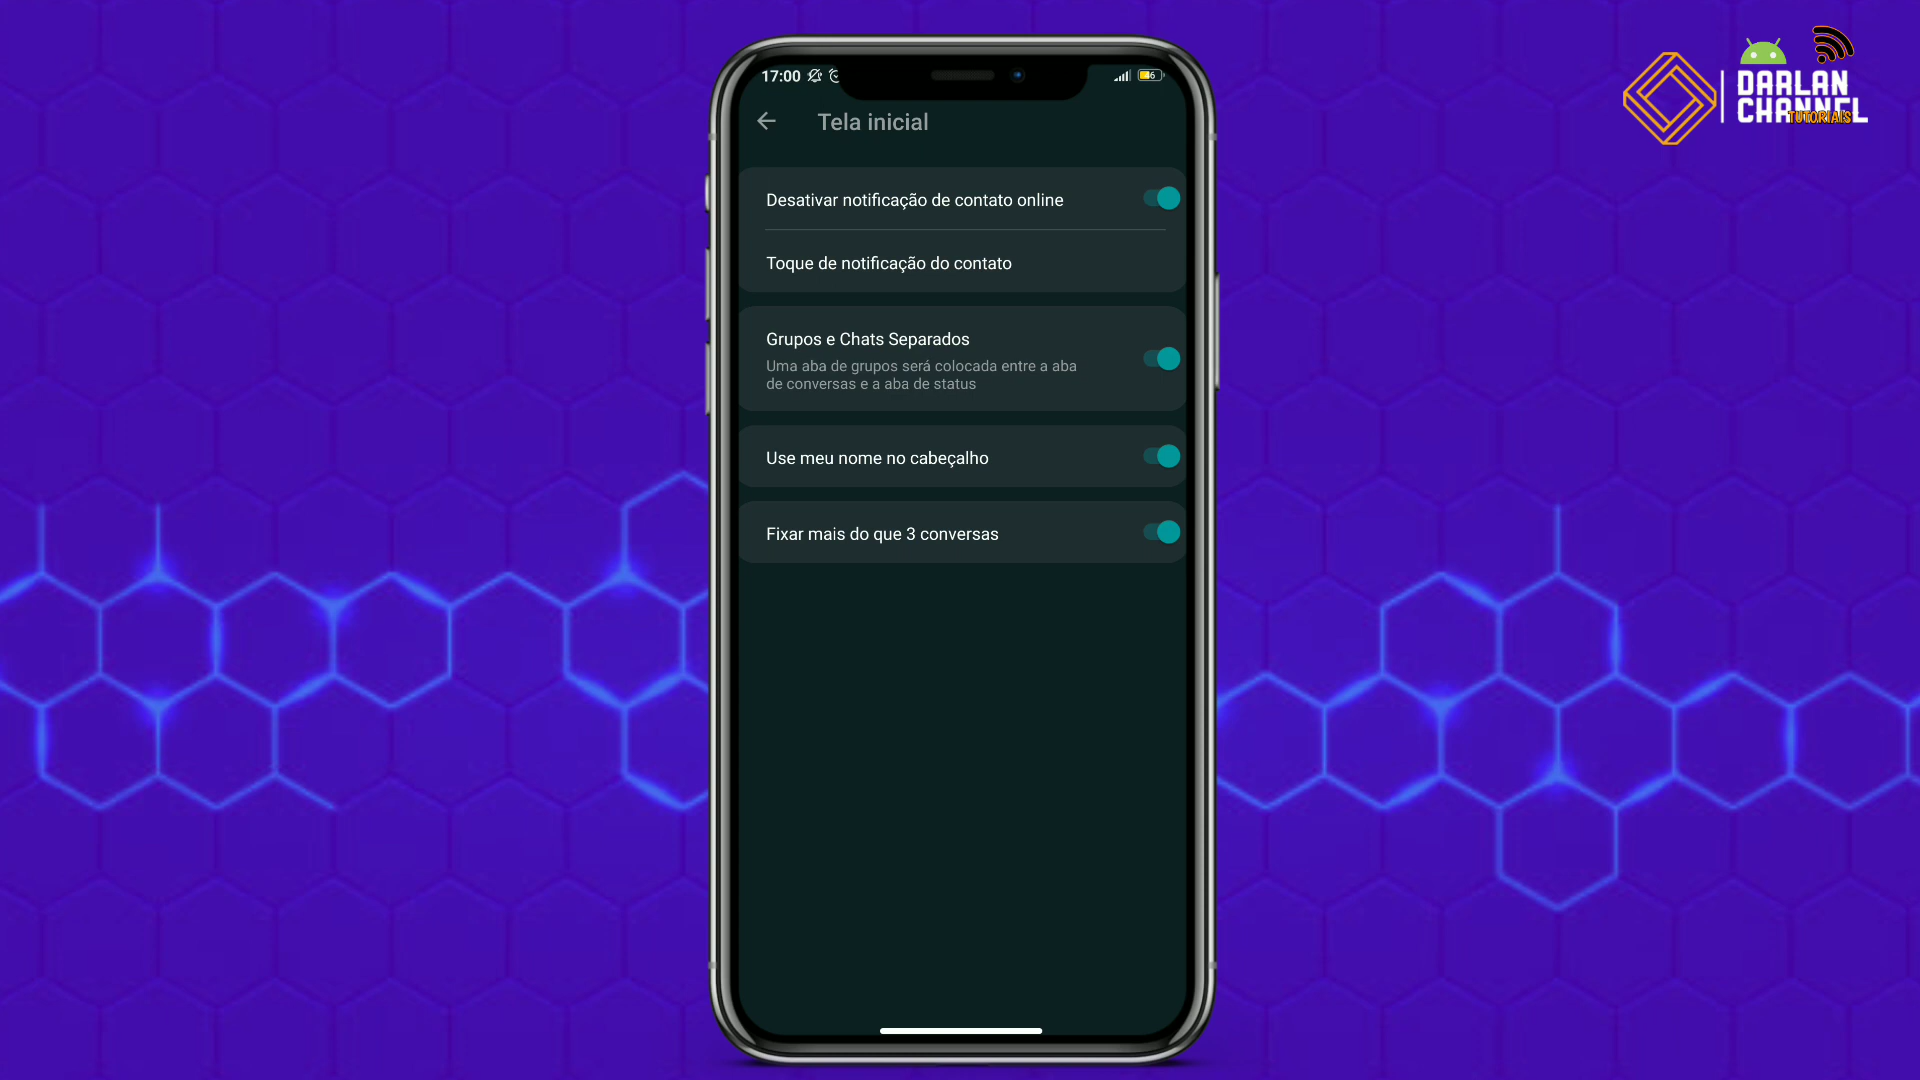 17:00
Tela inicial
Desativar notificação de contato online
Toque de notificação do contato
Grupos e Chats Separados
Uma aba de grupos será colocada entre a aba
de conversas e a aba de status
Use meu nome no cabeçalho
Fixar mais do que 3 conversas
DARLAN
CHANNEL
TUTORIAIS